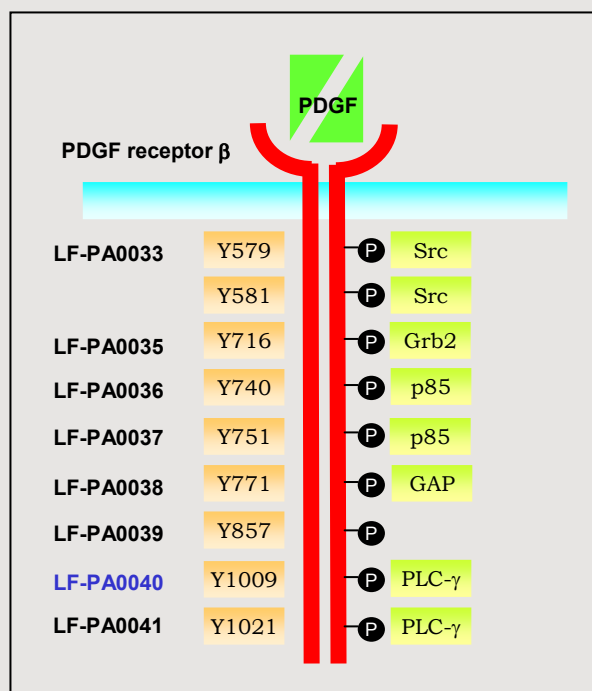 PDGF
PDGF receptor β
LF-PA0033 Y579 P Src
Y581 P Src
LF-PA0035 Y716 P Grb2
LF-PA0036 Y740 P p85
LF-PA0037 Y751 P p85
LF-PA0038 Y771 P GAP
LF-PA0039 Y857 P
LF-PA0040 Y1009 P PLC-γ
LF-PA0041 Y1021 P PLC-γ